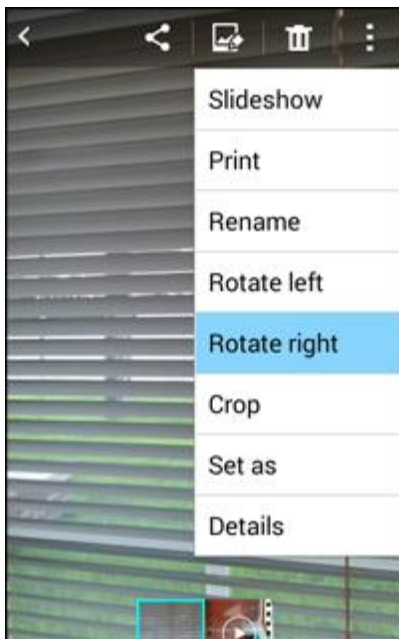 Slideshow
Print
Rename
Rotate left
Rotate right
Crop
Set as
Details